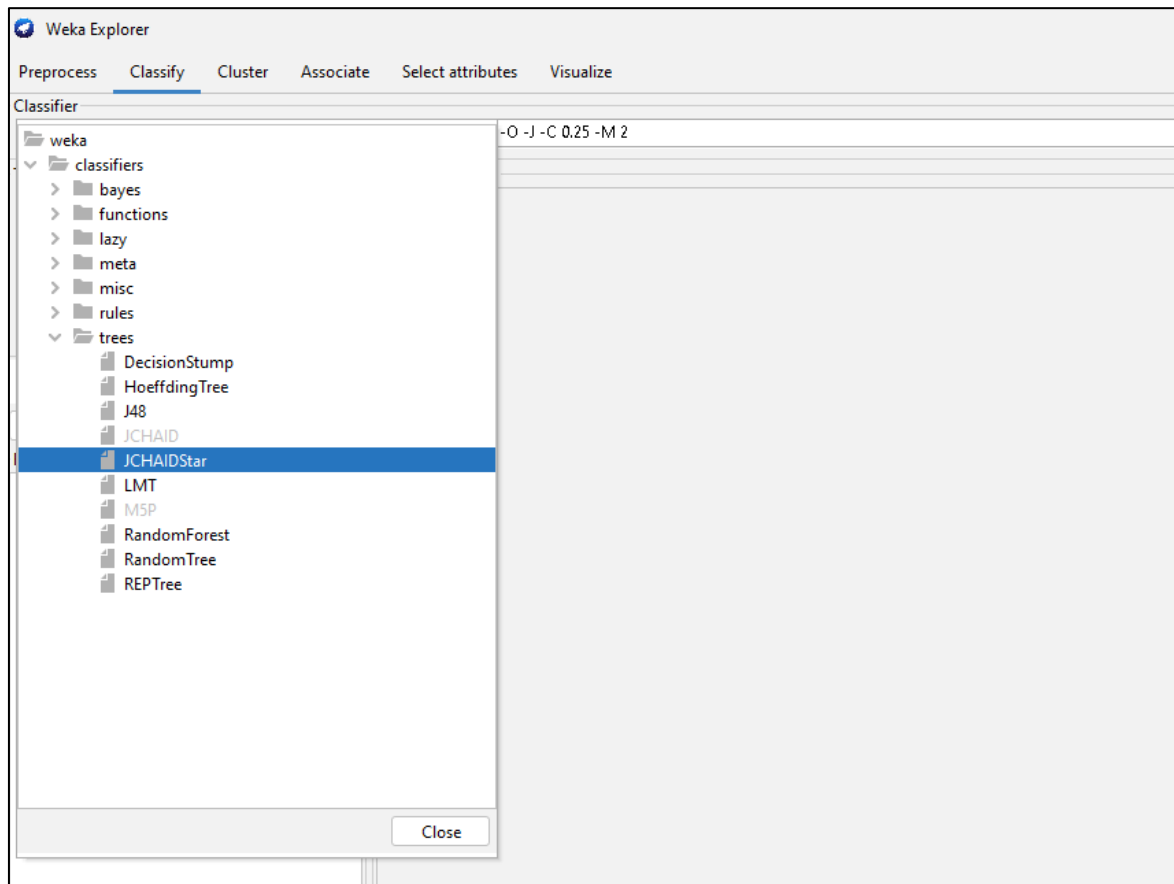 Weka Explorer
Preprocess Classify Cluster Associate Select attributes Visualize
Classifier
-O -J -C 0.25 -M 2
weka
classifiers
bayes
functions
lazy
meta
misc
rules
trees
DecisionStump
HoeffdingTree
J48
JCHAID
JCHAIDStar
LMT
M5P
RandomForest
RandomTree
REPTree
Close